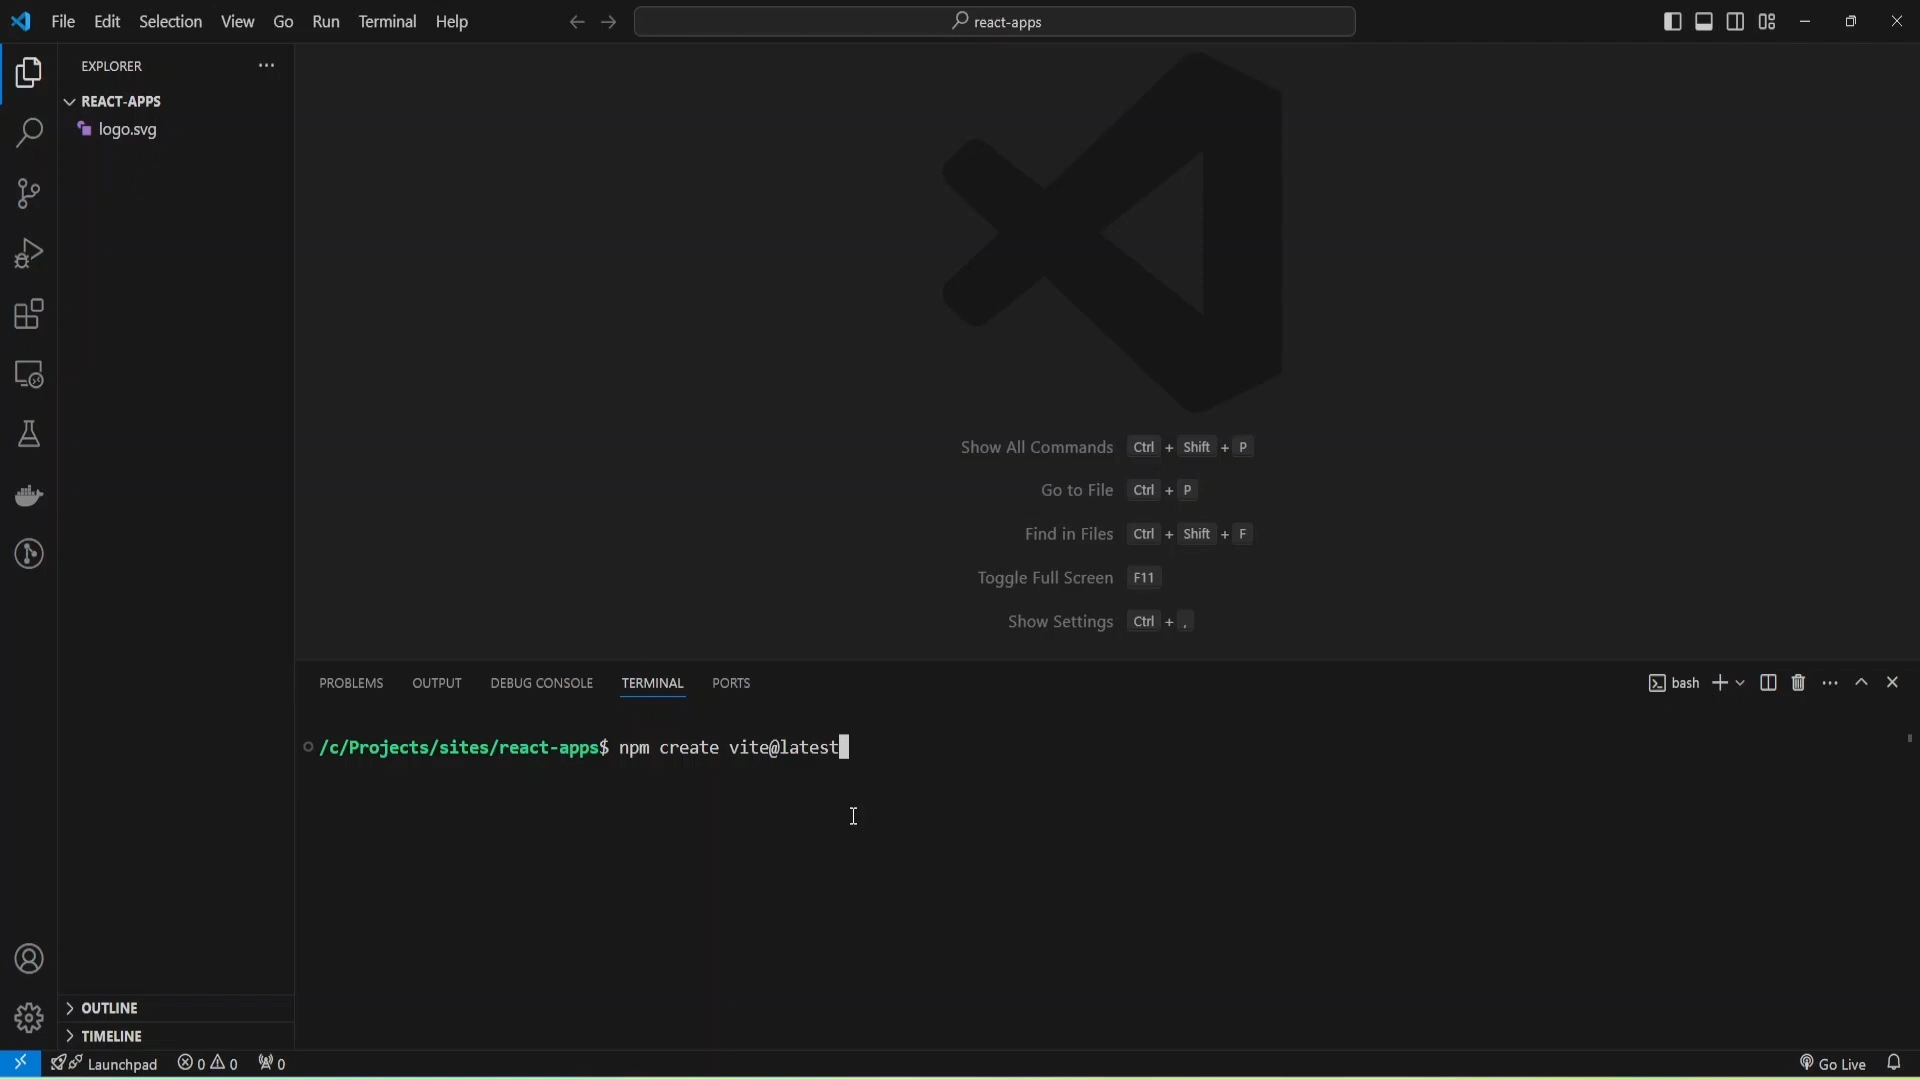 File Edit Selection View Go Run Terminal Help
react-apps
EXPLORER
REACT-APPS
logo.svg
Show All Commands Ctrl + Shift + P
Go to File Ctrl + P
Find in Files Ctrl + Shift + F
Toggle Full Screen F11
Show Settings Ctrl + ,
PROBLEMS OUTPUT DEBUG CONSOLE TERMINAL PORTS
bash
/c/Projects/sites/react-apps$ npm create vite@latest
OUTLINE
TIMELINE
Launchpad 0 0 0 Go Live